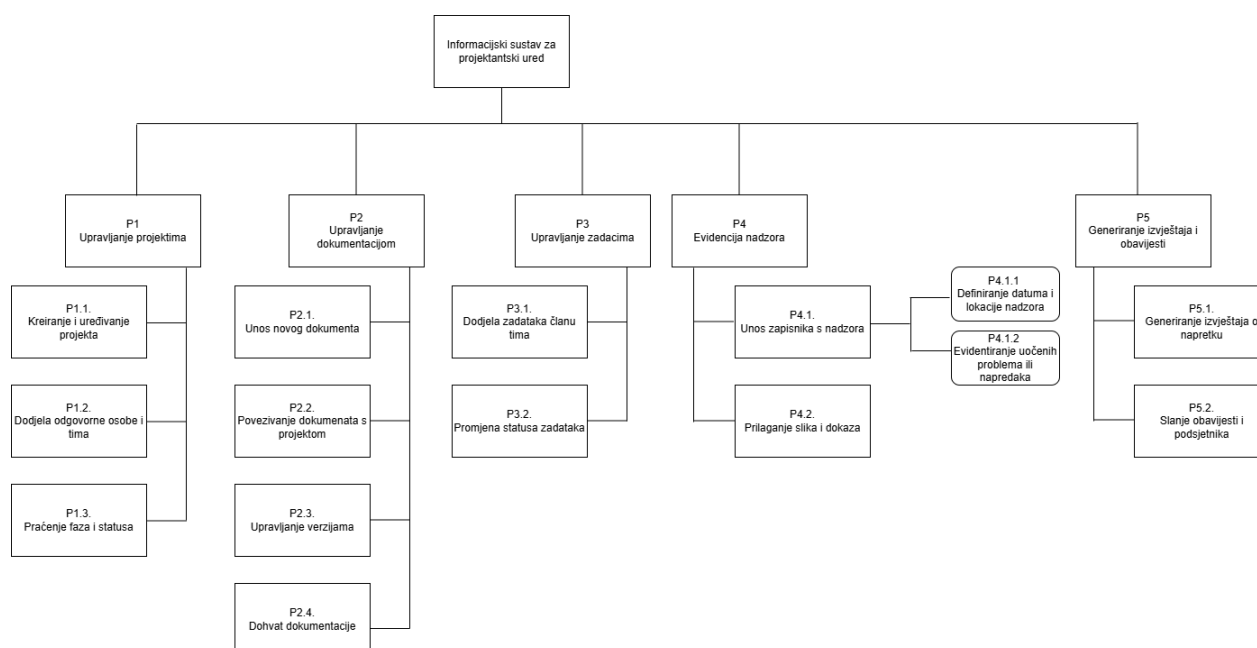 Informacijski sustav za
projektantski ured
P1
Upravljanje projektima
P2
Upravljanje
dokumentacijom
P3
Upravljanje zadacima
P4
Evidencija nadzora
P5
Generiranje izvještaja i
obavijesti
P1.1.
Kreiranje i uređivanje
projekta
P1.2.
Dodjela odgovorne osobe i
tima
P1.3.
Praćenje faza i statusa
P2.1.
Unos novog dokumenta
P2.2.
Povezivanje dokumenata s
projektom
P2.3.
Upravljanje verzijama
P2.4.
Dohvat dokumentacije
P3.1.
Dodjela zadataka članu
tima
P3.2.
Promjena statusa zadataka
P4.1.
Unos zapisnika s nadzora
P4.1.1
Definiranje datuma i
lokacije nadzora
P4.1.2
Evidentiranje uočenih
problema ili
napredaka
P4.2.
Prilaganje slika i dokaza
P5.1.
Generiranje izvještaja o
napretku
P5.2.
Slanje obavijesti i
podsjetnika